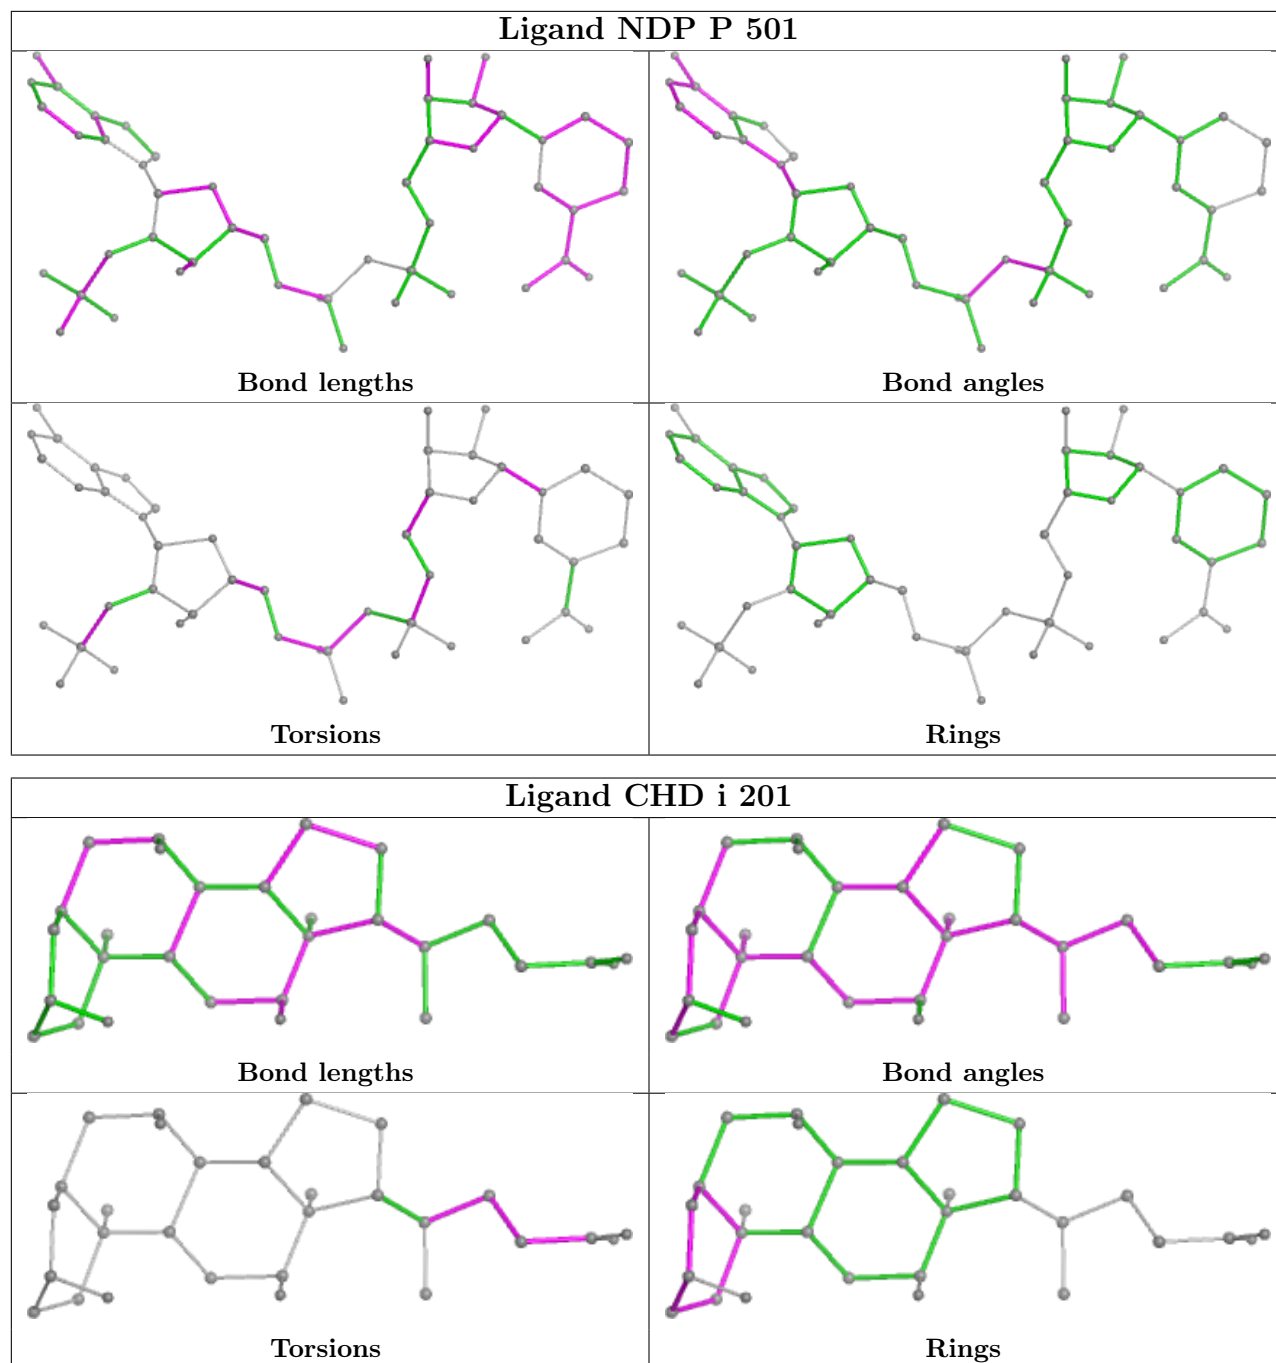 Ligand NDP P 501
Bond lengths
Bond angles
Torsions
Rings
Ligand CHD i 201
Bond lengths
Bond angles
Torsions
Rings